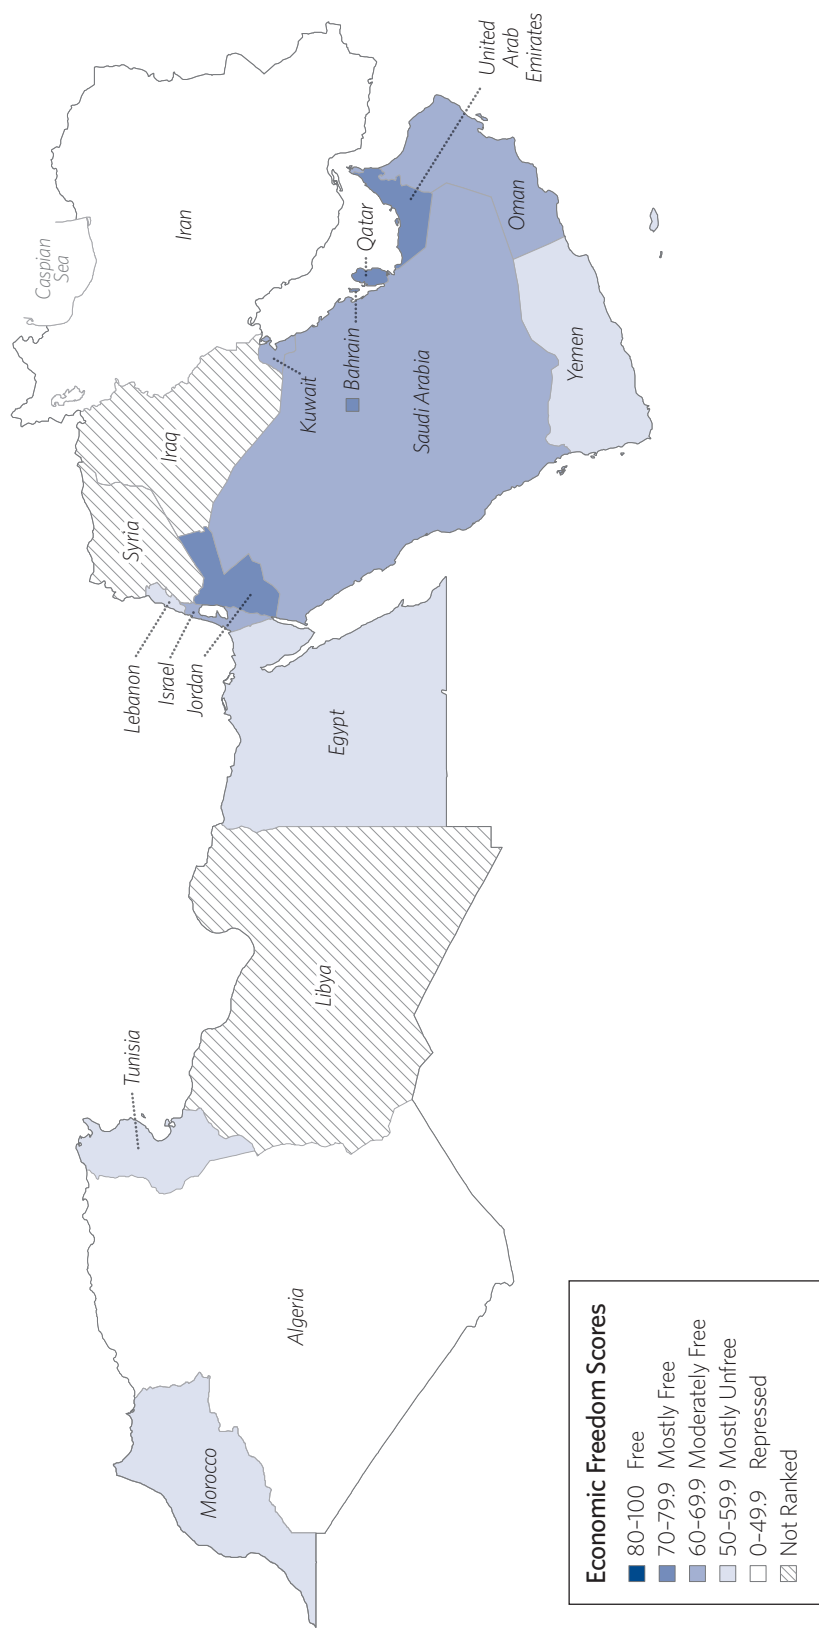 Caspian
Sea
Iran
United
Arab
Emirates
Qatar
Oman
Iraq
Kuwait
Bahrain
Saudi Arabia
Yemen
Syria
Lebanon
Israel
Jordan
Egypt
Libya
Tunisia
Algeria
Morocco
Economic Freedom Scores
80–100 Free
70–79.9 Mostly Free
60–69.9 Moderately Free
50–59.9 Mostly Unfree
0–49.9 Repressed
Not Ranked